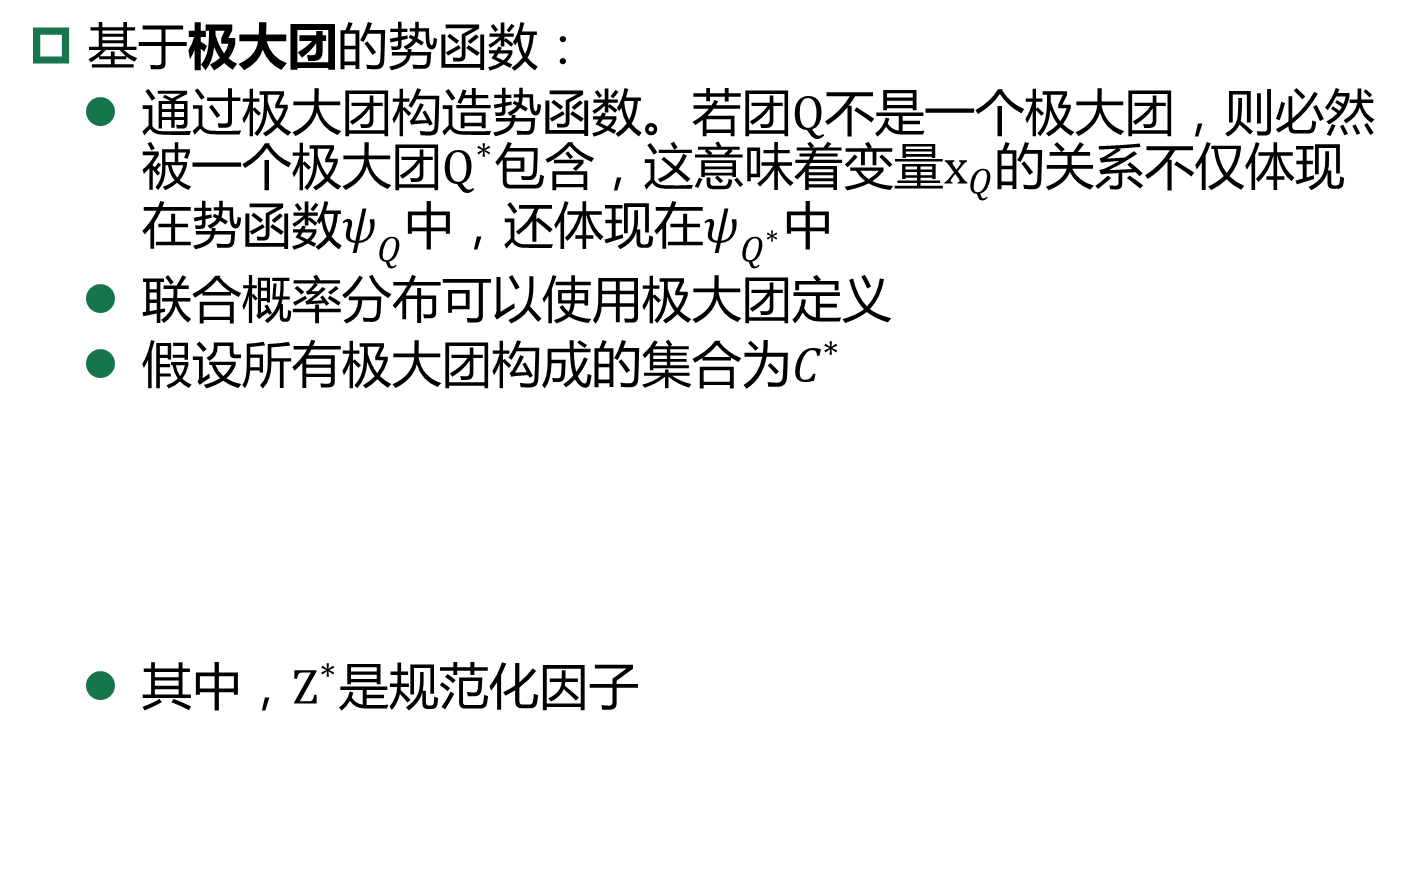 基于极大团的势函数：
通过极大团构造势函数。若团Q不是一个极大团，则必然
被一个极大团Q*包含，这意味着变量x_Q的关系不仅体现
在势函数ψ_Q中，还体现在ψ_Q*中
联合概率分布可以使用极大团定义
假设所有极大团构成的集合为C*
其中，Z*是规范化因子